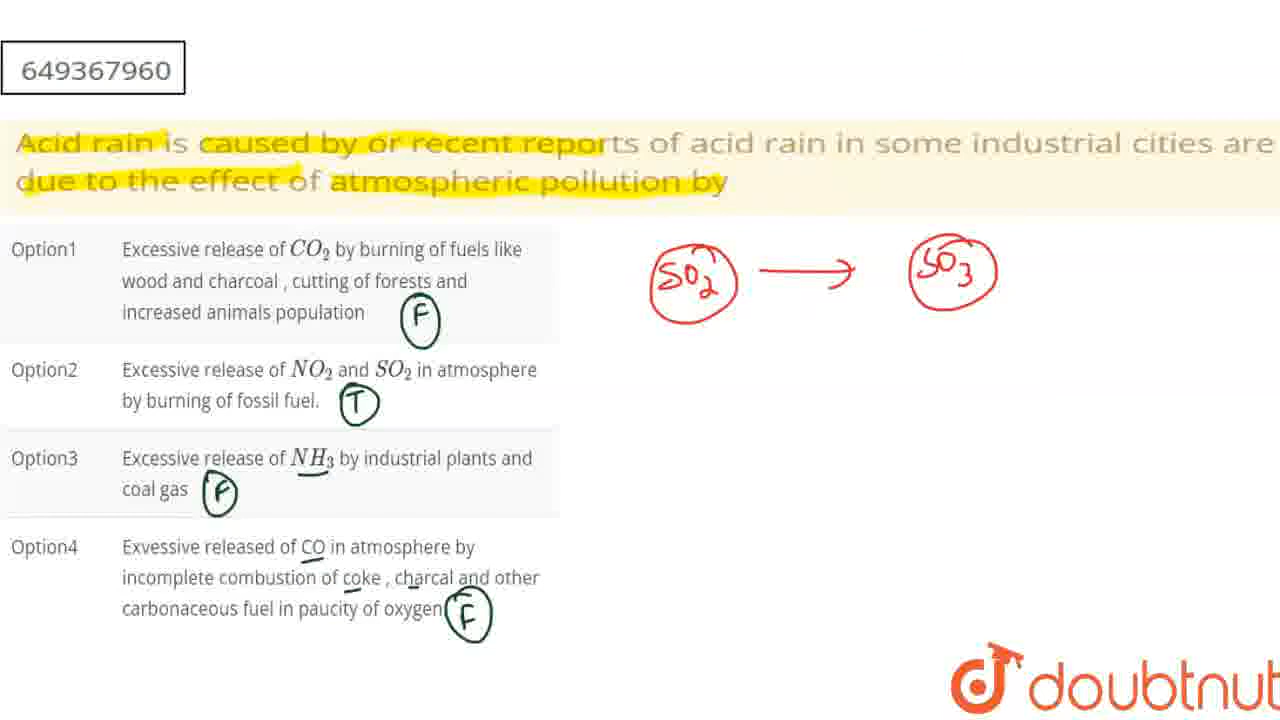 649367960
Acid rain is caused by or recent reports of acid rain in some industrial cities are
due to the effect of atmospheric pollution by
Option1 Excessive release of CO₂ by burning of fuels like
wood and charcoal , cutting of forests and
increased animals population F
Option2 Excessive release of NO₂ and SO₂ in atmosphere
by burning of fossil fuel. T
Option3 Excessive release of NH₃ by industrial plants and
coal gas F
Option4 Exvessive released of CO in atmosphere by
incomplete combustion of coke , charcal and other
carbonaceous fuel in paucity of oxygen F
SO₂ → SO₃
doubtnut